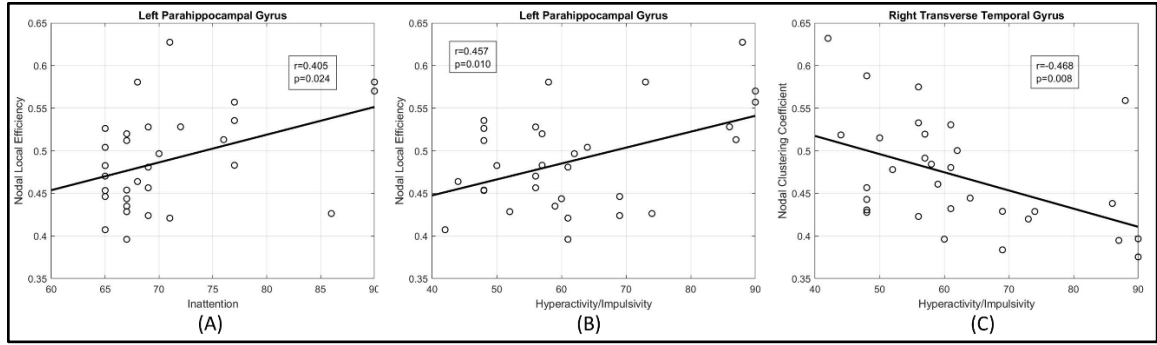 Left Parahippocampal Gyrus
0.65
0.6
0.55
0.5
0.45
0.4
0.35
Nodal Local Efficiency
r=0.405
p=0.024
60 65 70 75 80 85 90
Inattention
(A)
Left Parahippocampal Gyrus
0.65
0.6
0.55
0.5
0.45
0.4
0.35
Nodal Local Efficiency
r=0.457
p=0.010
40 50 60 70 80 90
Hyperactivity/Impulsivity
(B)
Right Transverse Temporal Gyrus
0.65
0.6
0.55
0.5
0.45
0.4
0.35
Nodal Clustering Coefficient
r=-0.468
p=0.008
40 50 60 70 80 90
Hyperactivity/Impulsivity
(C)